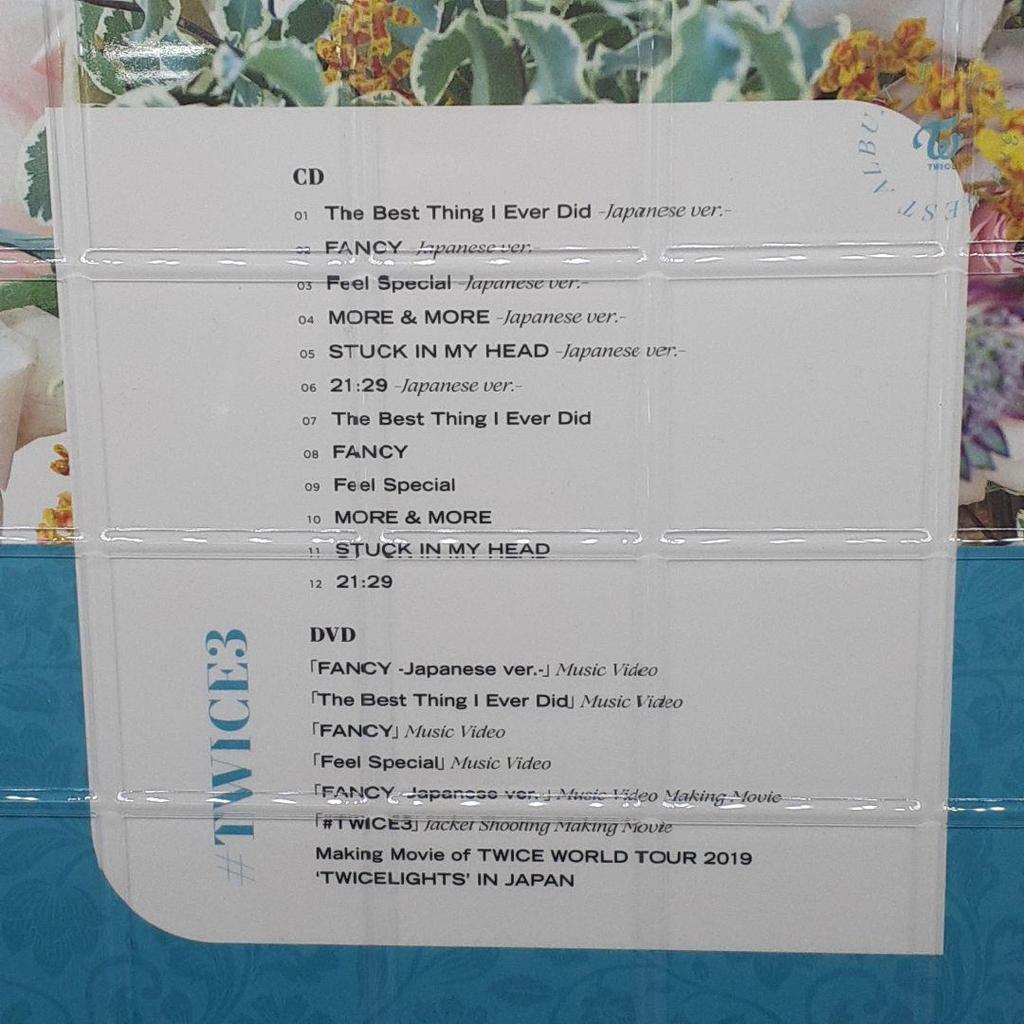 TWICE
CD
01 The Best Thing I Ever Did -Japanese ver.-
02 FANCY -Japanese ver.-
03 Feel Special -Japanese ver.-
04 MORE & MORE -Japanese ver.-
05 STUCK IN MY HEAD -Japanese ver.-
06 21:29 -Japanese ver.-
07 The Best Thing I Ever Did
08 FANCY
09 Feel Special
10 MORE & MORE
11 STUCK IN MY HEAD
12 21:29
DVD
「FANCY -Japanese ver.-」 Music Video
「The Best Thing I Ever Did」 Music Video
「FANCY」 Music Video
「Feel Special」 Music Video
「FANCY -Japanese ver.-」 Music Video Making Movie
「#TWICE3」 Jacket Shooting Making Movie
Making Movie of TWICE WORLD TOUR 2019
‘TWICELIGHTS’ IN JAPAN
#TWICE3